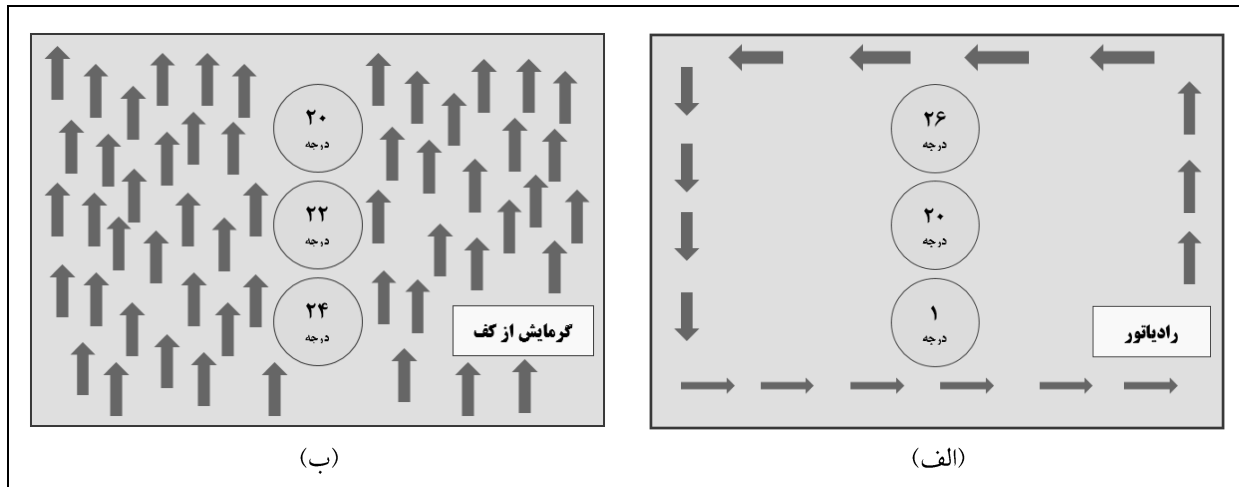 ۲۶
درجه
۲۰
درجه
۱
درجه
رادیاتور
(الف)
۲۰
درجه
۲۲
درجه
۲۴
درجه
گرمایش از کف
(ب)